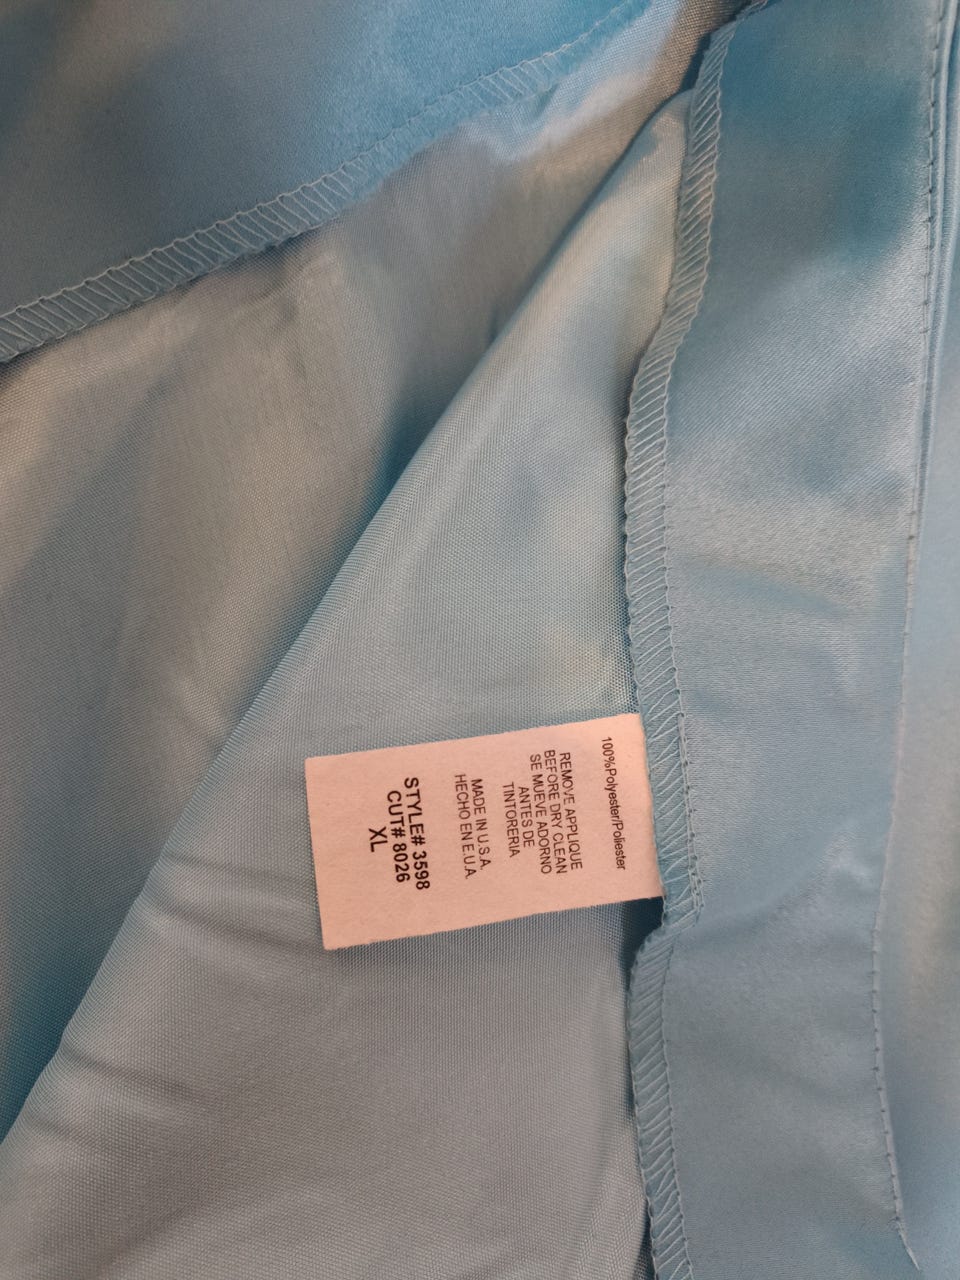 100%Polyester/Poliester
REMOVE APPLIQUE
BEFORE DRY CLEAN
SE MUEVE ADORNO
ANTES DE
TINTORERIA
MADE IN U.S.A.
HECHO EN E.U.A.
STYLE# 3598
CUT# 8026
XL